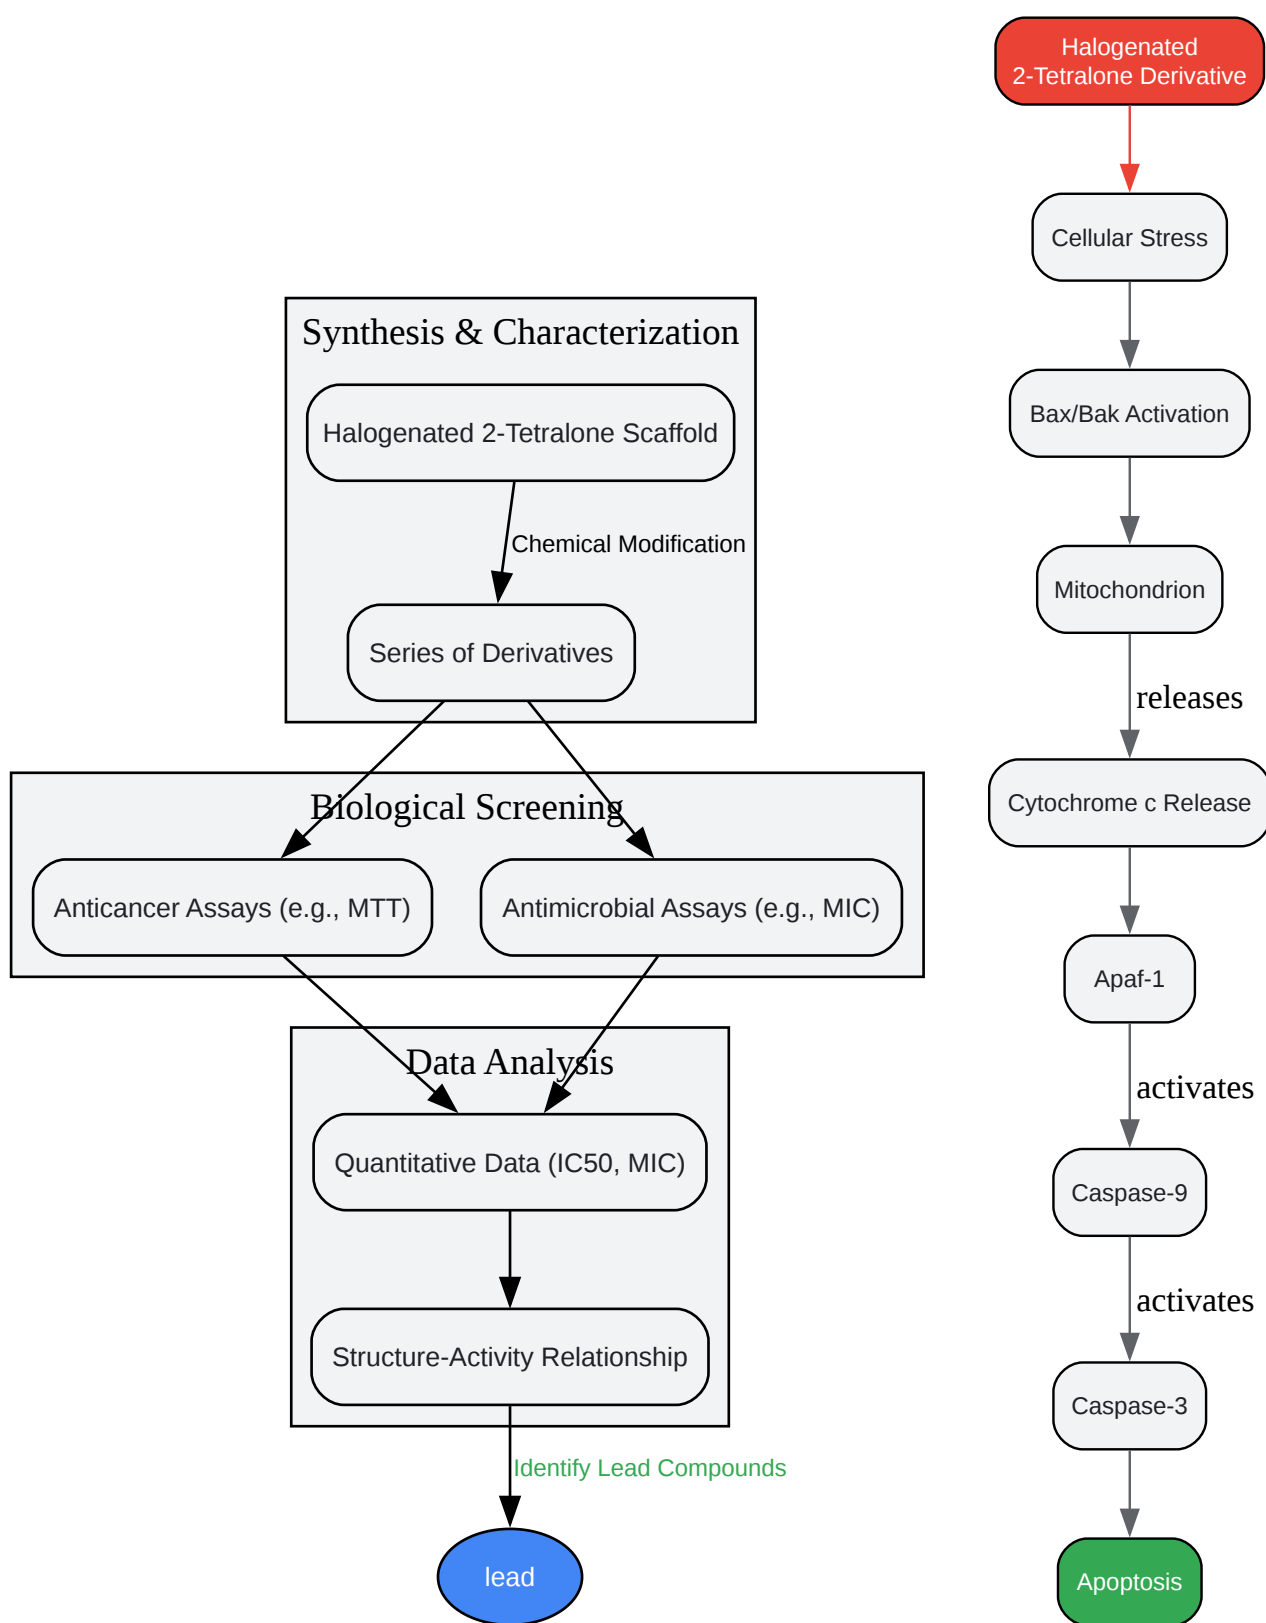 Synthesis & Characterization
Halogenated 2-Tetralone Scaffold
Chemical Modification
Series of Derivatives
Biological Screening
Anticancer Assays (e.g., MTT)
Antimicrobial Assays (e.g., MIC)
Data Analysis
Quantitative Data (IC50, MIC)
Structure-Activity Relationship
Identify Lead Compounds
lead
Halogenated
2-Tetralone Derivative
Cellular Stress
Bax/Bak Activation
Mitochondrion
releases
Cytochrome c Release
Apaf-1
activates
Caspase-9
activates
Caspase-3
Apoptosis